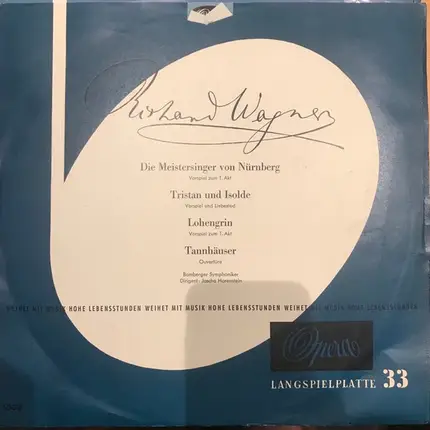 Richard Wagner
Die Meistersinger von Nürnberg
Vorspiel zum 1. Akt
Tristan und Isolde
Vorspiel und Liebestod
Lohengrin
Vorspiel zum 1. Akt
Tannhäuser
Ouvertüre
Bamberger Symphoniker
Dirigent: Jascha Horenstein
WEIHET MIT MUSIK HOHE LEBENSSTUNDEN WEIHET MIT MUSIK HOHE LEBENSSTUNDEN WEIHET MIT MUSIK HOHE LEBENSSTUNDEN
Opera
LANGSPIELPLATTE 33